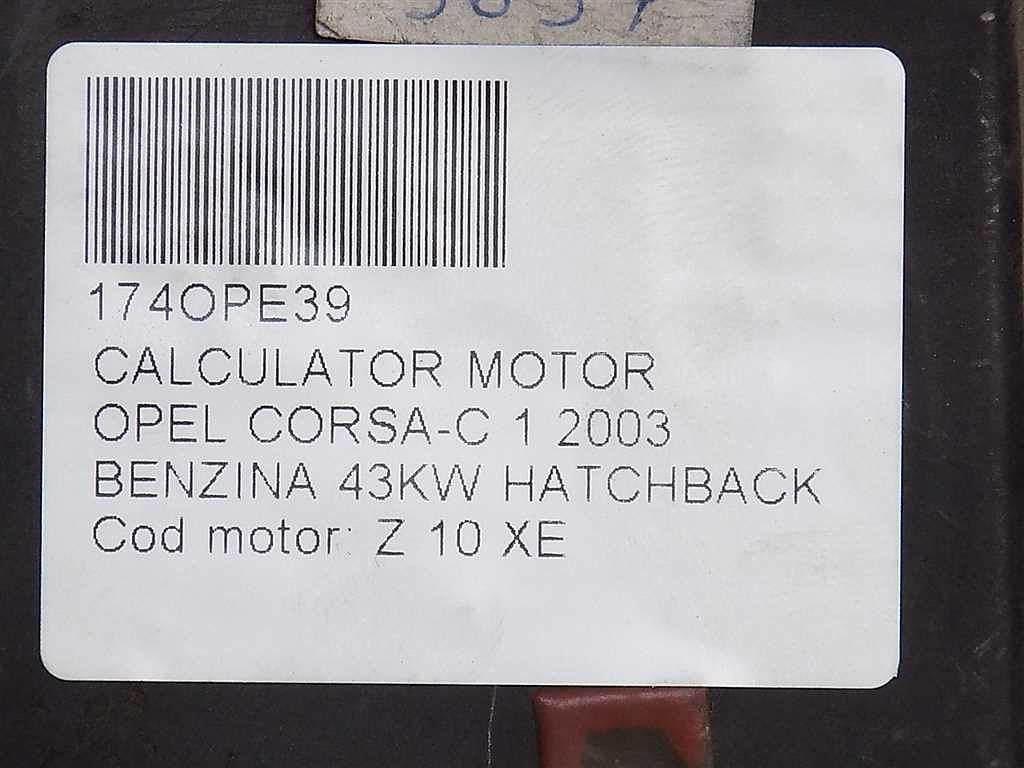 174OPE39
CALCULATOR MOTOR
OPEL CORSA-C 1 2003
BENZINA 43KW HATCHBACK
Cod motor: Z 10 XE